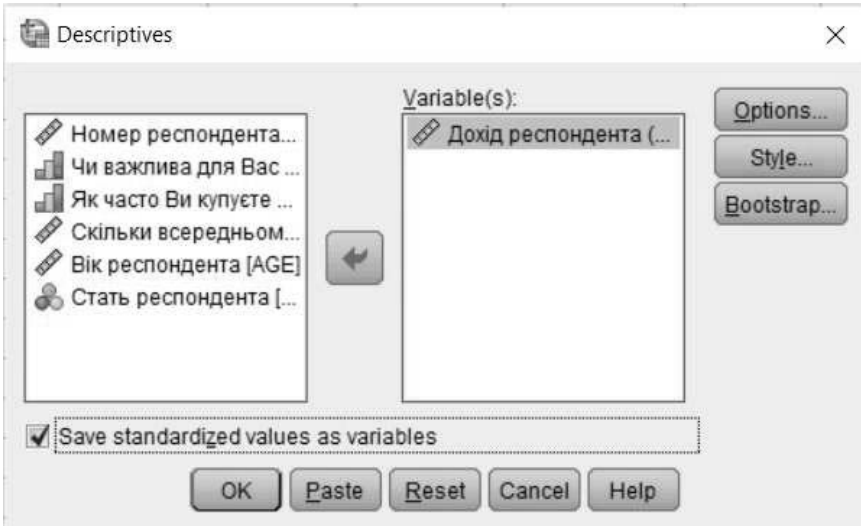 Descriptives
Номер респондента...
Чи важлива для Вас ...
Як часто Ви купуєте ...
Скільки всередньом...
Вік респондента [AGE]
Стать респондента [...
Variable(s):
Дохід респондента (...
Options...
Style...
Bootstrap...
Save standardized values as variables
OK
Paste
Reset
Cancel
Help